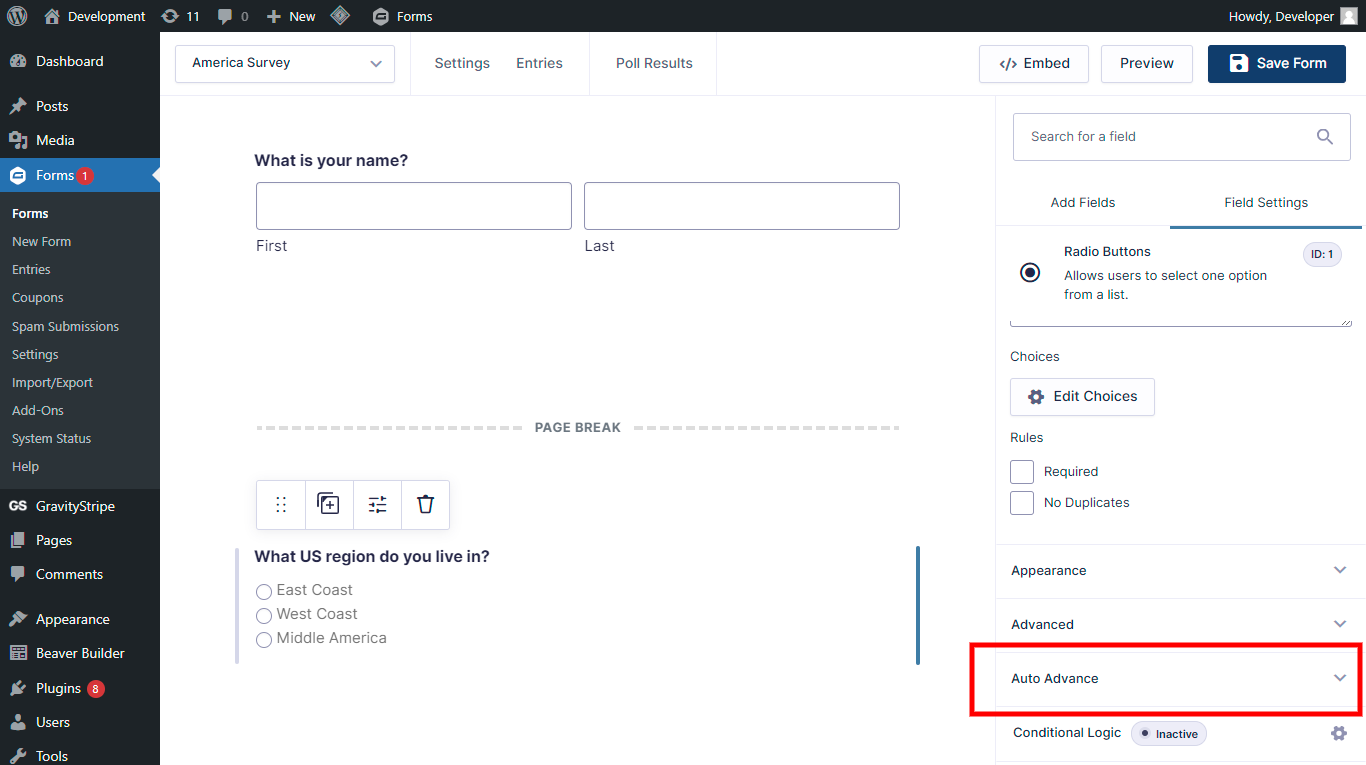 Development
11
0
New
Forms
Howdy, Developer
Dashboard
Posts
Media
Forms 1
Forms
New Form
Entries
Coupons
Spam Submissions
Settings
Import/Export
Add-Ons
System Status
Help
GS GravityStripe
Pages
Comments
Appearance
Beaver Builder
Plugins 8
Users
Tools
America Survey
Settings
Entries
Poll Results
</> Embed
Preview
Save Form
What is your name?
First
Last
PAGE BREAK
What US region do you live in?
East Coast
West Coast
Middle America
Search for a field
Add Fields
Field Settings
Radio Buttons
ID: 1
Allows users to select one option
from a list.
Choices
Edit Choices
Rules
Required
No Duplicates
Appearance
Advanced
Auto Advance
Conditional Logic
Inactive